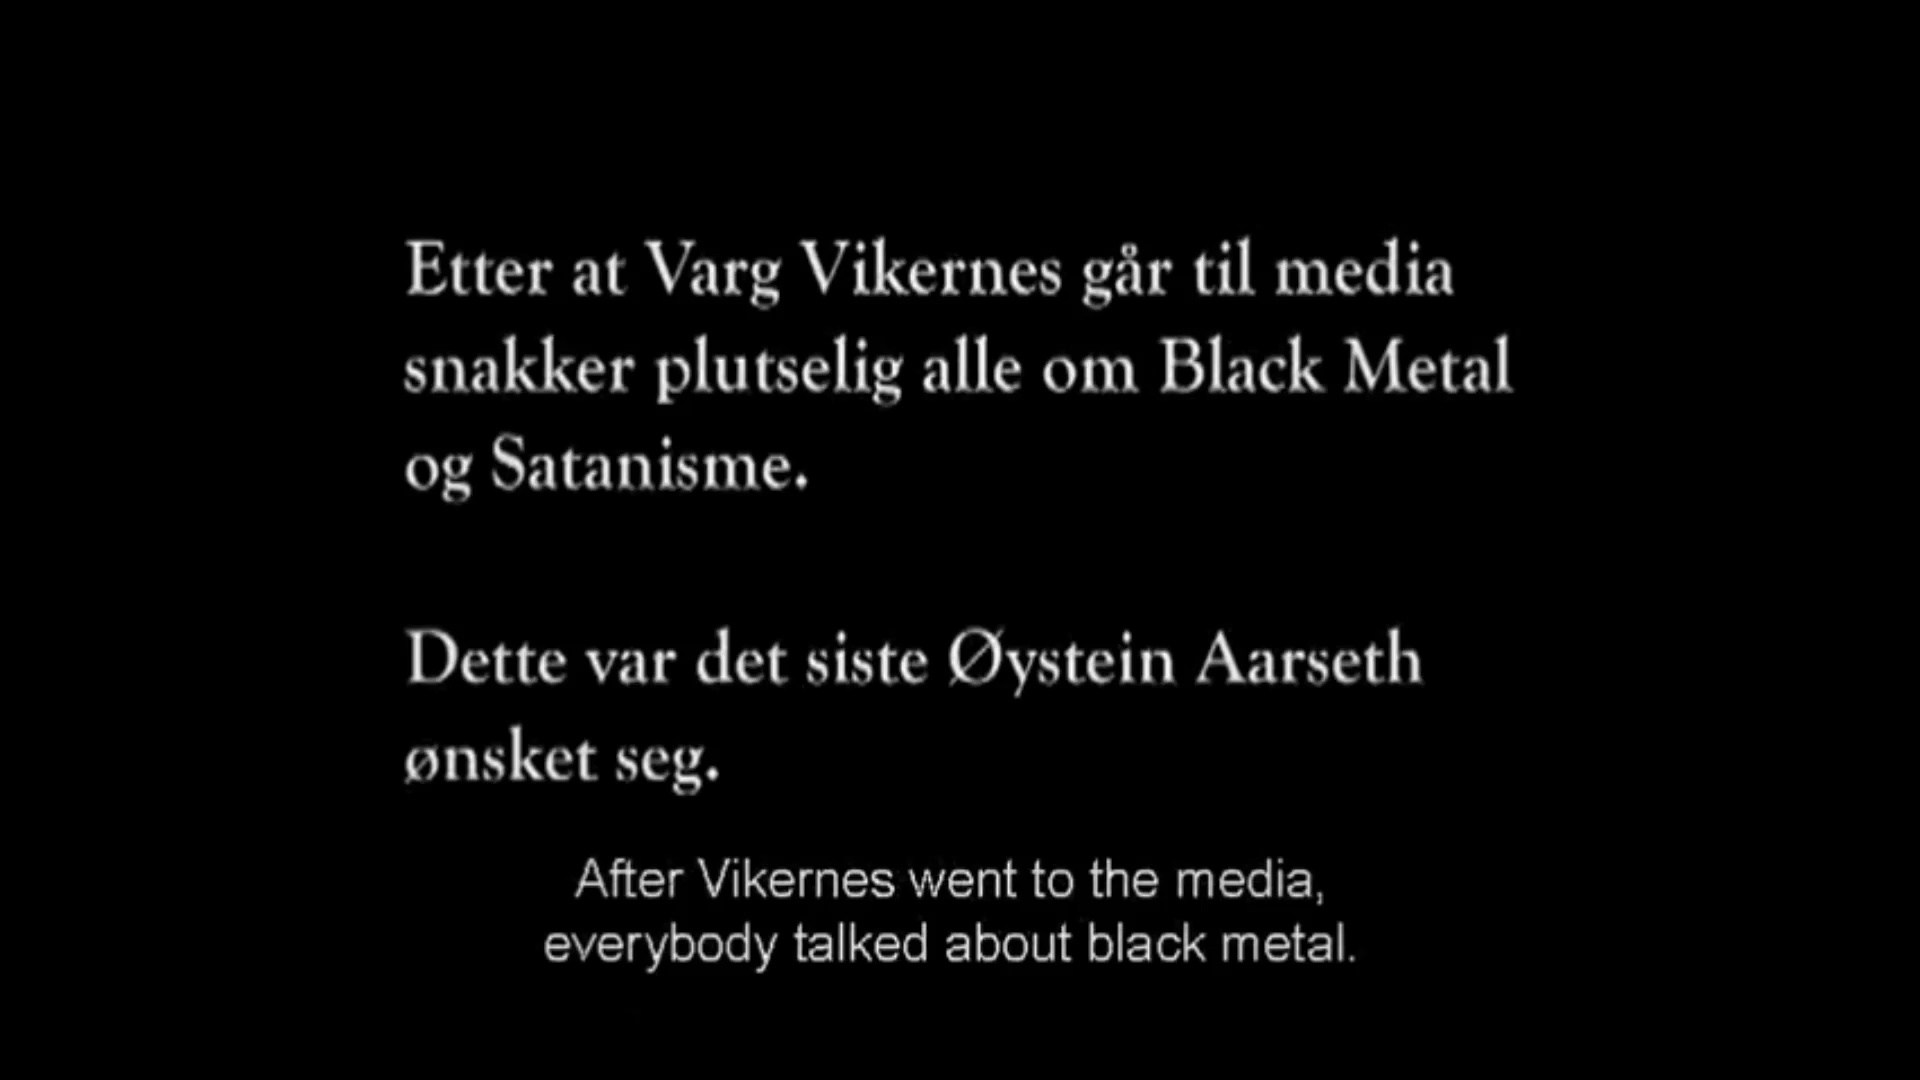 Etter at Varg Vikernes går til media
snakker plutselig alle om Black Metal
og Satanisme.
Dette var det siste Øystein Aarseth
ønsket seg.
After Vikernes went to the media,
everybody talked about black metal.